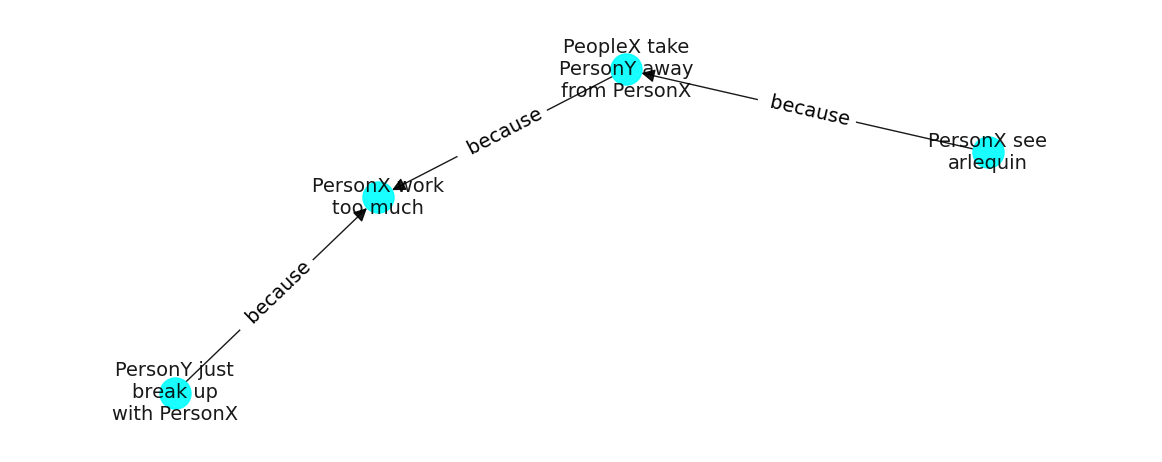 PeopleX take
PersonY away
from PersonX
because
PersonX see
arlequin
because
PersonX work
too much
because
PersonY just
break up
with PersonX